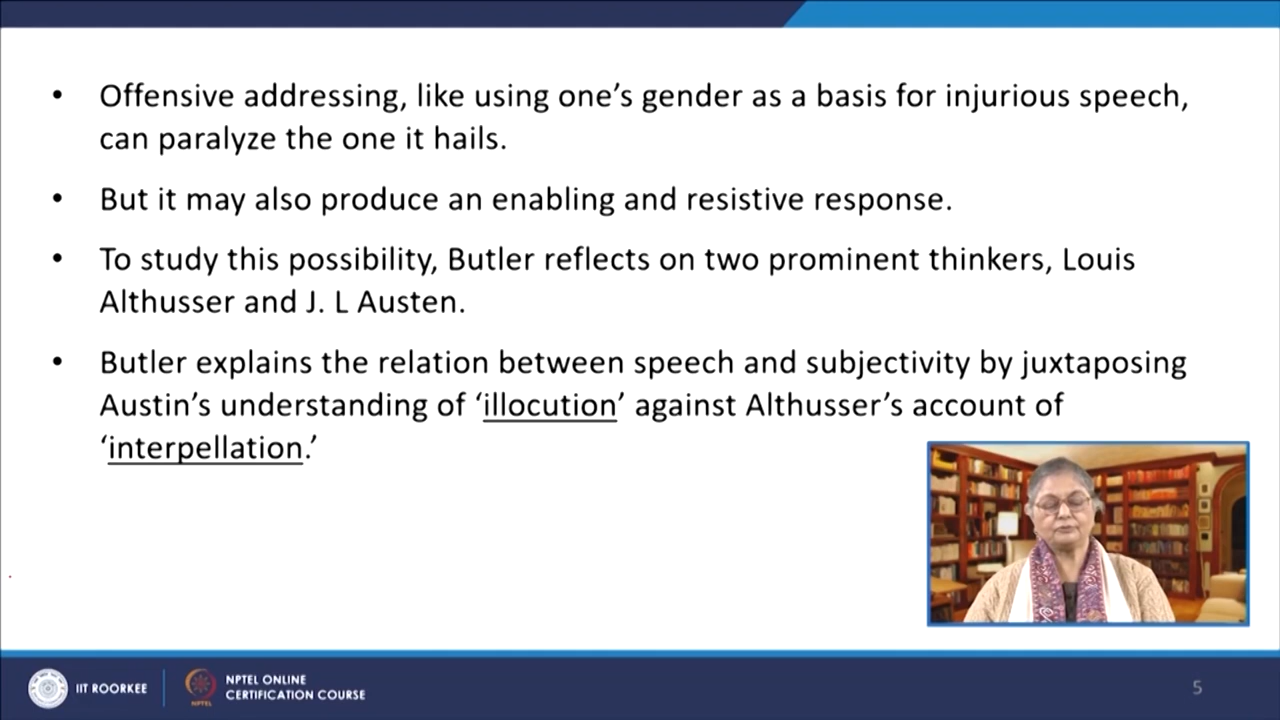 • Offensive addressing, like using one’s gender as a basis for injurious speech,
can paralyze the one it hails.
• But it may also produce an enabling and resistive response.
• To study this possibility, Butler reflects on two prominent thinkers, Louis
Althusser and J. L Austen.
• Butler explains the relation between speech and subjectivity by juxtaposing
Austin’s understanding of ‘illocution’ against Althusser’s account of
‘interpellation.’
IIT ROORKEE
NPTEL
NPTEL ONLINE
CERTIFICATION COURSE
5